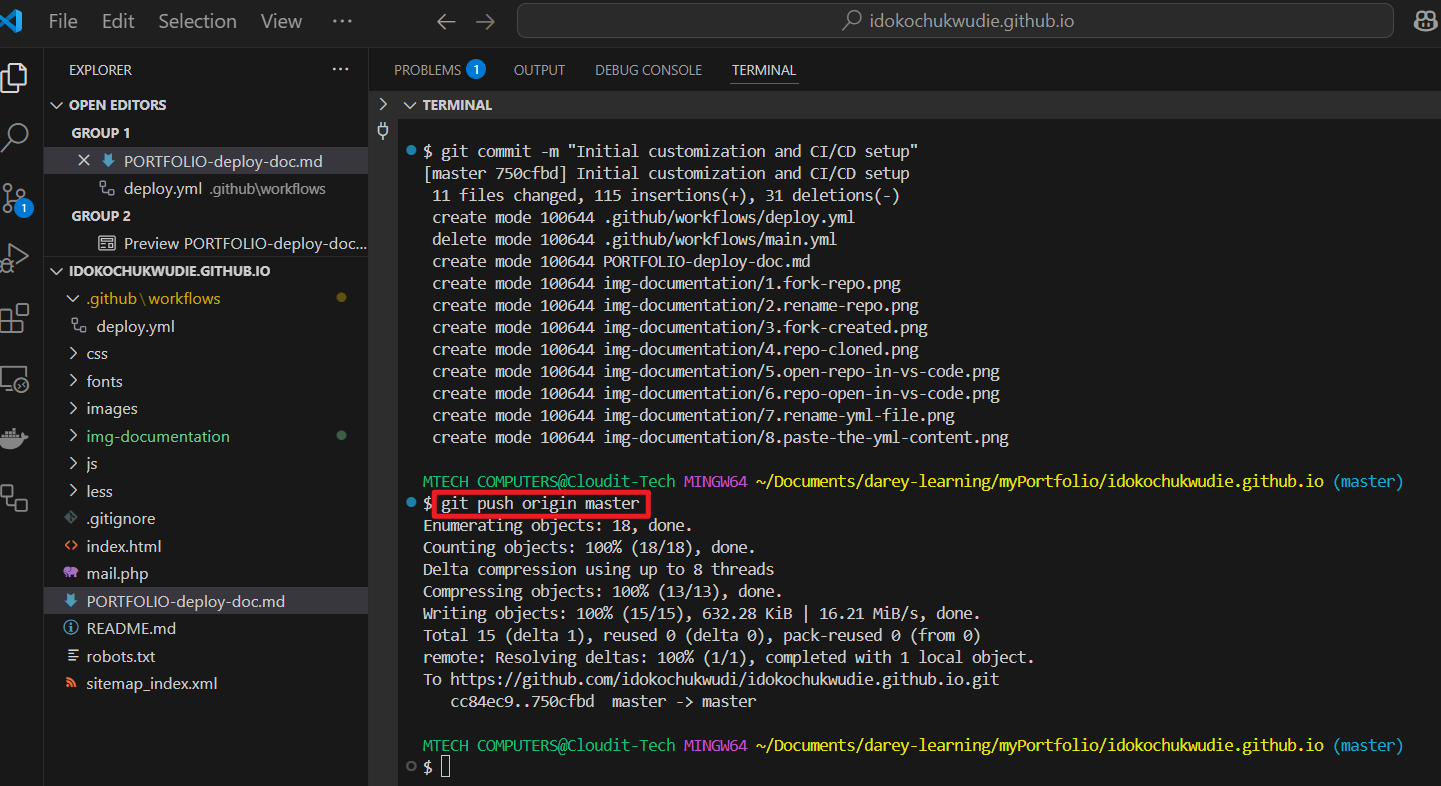 File Edit Selection View ···
idokochukwudie.github.io
EXPLORER ···
OPEN EDITORS
GROUP 1
PORTFOLIO-deploy-doc.md
deploy.yml .github\workflows
1
GROUP 2
Preview PORTFOLIO-deploy-doc...
IDOKOCHUKWUDIE.GITHUB.IO
.github\workflows
deploy.yml
css
fonts
images
img-documentation
js
less
.gitignore
index.html
mail.php
PORTFOLIO-deploy-doc.md
README.md
robots.txt
sitemap_index.xml
PROBLEMS 1 OUTPUT DEBUG CONSOLE TERMINAL
TERMINAL
$ git commit -m "Initial customization and CI/CD setup"
[master 750cfbd] Initial customization and CI/CD setup
11 files changed, 115 insertions(+), 31 deletions(-)
create mode 100644 .github/workflows/deploy.yml
delete mode 100644 .github/workflows/main.yml
create mode 100644 PORTFOLIO-deploy-doc.md
create mode 100644 img-documentation/1.fork-repo.png
create mode 100644 img-documentation/2.rename-repo.png
create mode 100644 img-documentation/3.fork-created.png
create mode 100644 img-documentation/4.repo-cloned.png
create mode 100644 img-documentation/5.open-repo-in-vs-code.png
create mode 100644 img-documentation/6.repo-open-in-vs-code.png
create mode 100644 img-documentation/7.rename-yml-file.png
create mode 100644 img-documentation/8.paste-the-yml-content.png
MTECH COMPUTERS@Cloudit-Tech MINGW64 ~/Documents/darey-learning/myPortfolio/idokochukwudie.github.io (master)
$ git push origin master
Enumerating objects: 18, done.
Counting objects: 100% (18/18), done.
Delta compression using up to 8 threads
Compressing objects: 100% (13/13), done.
Writing objects: 100% (15/15), 632.28 KiB | 16.21 MiB/s, done.
Total 15 (delta 1), reused 0 (delta 0), pack-reused 0 (from 0)
remote: Resolving deltas: 100% (1/1), completed with 1 local object.
To https://github.com/idokochukwudi/idokochukwudie.github.io.git
cc84ec9..750cfbd master -> master
MTECH COMPUTERS@Cloudit-Tech MINGW64 ~/Documents/darey-learning/myPortfolio/idokochukwudie.github.io (master)
$